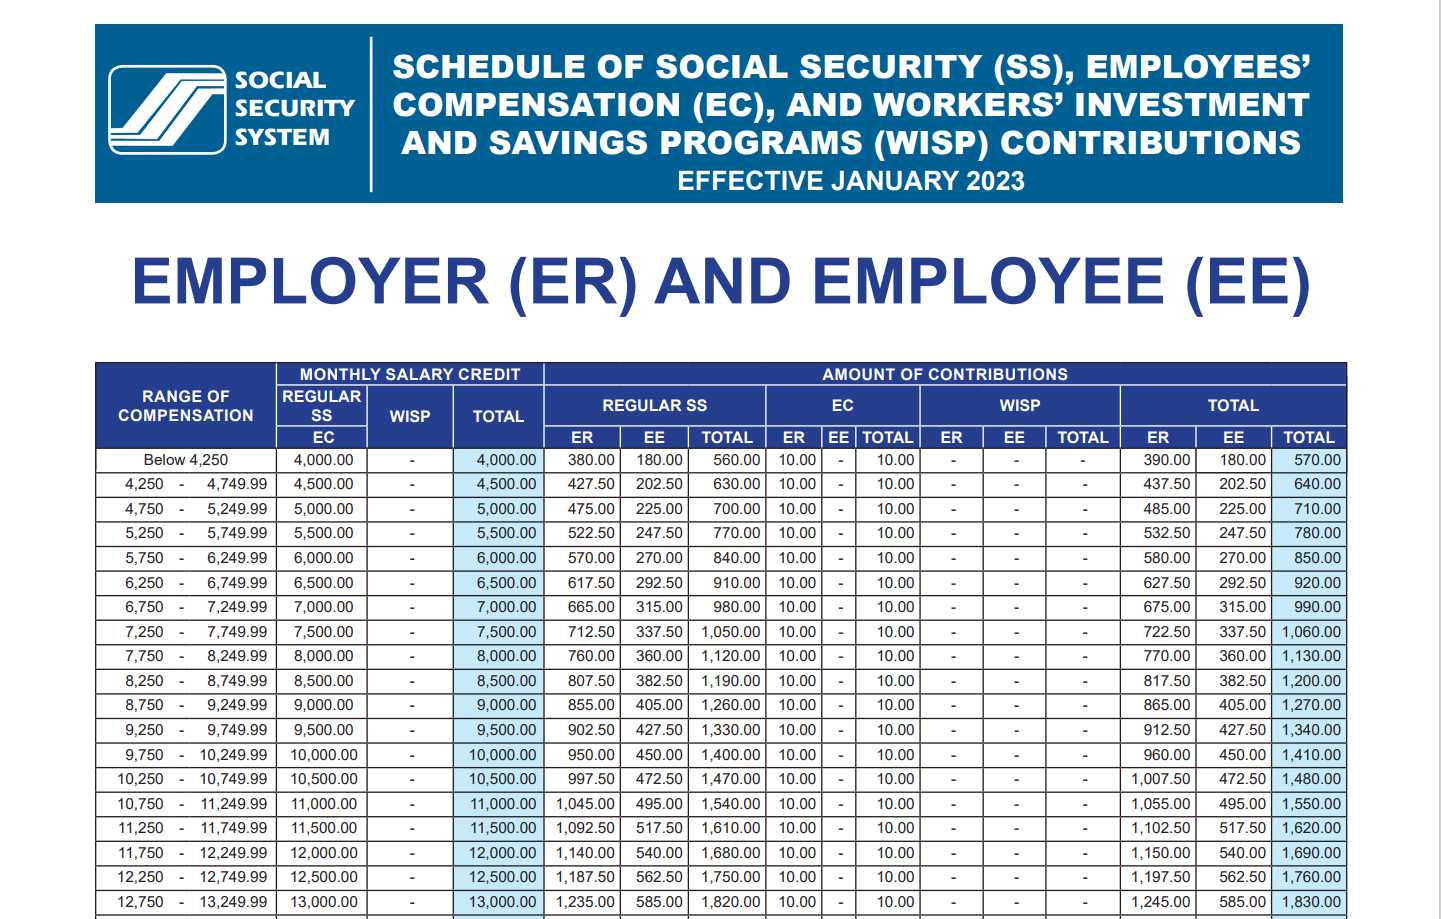 SOCIAL
SECURITY
SYSTEM
SCHEDULE OF SOCIAL SECURITY (SS), EMPLOYEES’
COMPENSATION (EC), AND WORKERS’ INVESTMENT
AND SAVINGS PROGRAMS (WISP) CONTRIBUTIONS
EFFECTIVE JANUARY 2023
EMPLOYER (ER) AND EMPLOYEE (EE)
RANGE OF COMPENSATION MONTHLY SALARY CREDIT AMOUNT OF CONTRIBUTIONS
REGULAR SS WISP TOTAL REGULAR SS EC WISP TOTAL
EC ER EE TOTAL ER EE TOTAL ER EE TOTAL ER EE TOTAL
Below 4,250 4,000.00 - 4,000.00 380.00 180.00 560.00 10.00 - 10.00 - - - 390.00 180.00 570.00
4,250 - 4,749.99 4,500.00 - 4,500.00 427.50 202.50 630.00 10.00 - 10.00 - - - 437.50 202.50 640.00
4,750 - 5,249.99 5,000.00 - 5,000.00 475.00 225.00 700.00 10.00 - 10.00 - - - 485.00 225.00 710.00
5,250 - 5,749.99 5,500.00 - 5,500.00 522.50 247.50 770.00 10.00 - 10.00 - - - 532.50 247.50 780.00
5,750 - 6,249.99 6,000.00 - 6,000.00 570.00 270.00 840.00 10.00 - 10.00 - - - 580.00 270.00 850.00
6,250 - 6,749.99 6,500.00 - 6,500.00 617.50 292.50 910.00 10.00 - 10.00 - - - 627.50 292.50 920.00
6,750 - 7,249.99 7,000.00 - 7,000.00 665.00 315.00 980.00 10.00 - 10.00 - - - 675.00 315.00 990.00
7,250 - 7,749.99 7,500.00 - 7,500.00 712.50 337.50 1,050.00 10.00 - 10.00 - - - 722.50 337.50 1,060.00
7,750 - 8,249.99 8,000.00 - 8,000.00 760.00 360.00 1,120.00 10.00 - 10.00 - - - 770.00 360.00 1,130.00
8,250 - 8,749.99 8,500.00 - 8,500.00 807.50 382.50 1,190.00 10.00 - 10.00 - - - 817.50 382.50 1,200.00
8,750 - 9,249.99 9,000.00 - 9,000.00 855.00 405.00 1,260.00 10.00 - 10.00 - - - 865.00 405.00 1,270.00
9,250 - 9,749.99 9,500.00 - 9,500.00 902.50 427.50 1,330.00 10.00 - 10.00 - - - 912.50 427.50 1,340.00
9,750 - 10,249.99 10,000.00 - 10,000.00 950.00 450.00 1,400.00 10.00 - 10.00 - - - 960.00 450.00 1,410.00
10,250 - 10,749.99 10,500.00 - 10,500.00 997.50 472.50 1,470.00 10.00 - 10.00 - - - 1,007.50 472.50 1,480.00
10,750 - 11,249.99 11,000.00 - 11,000.00 1,045.00 495.00 1,540.00 10.00 - 10.00 - - - 1,055.00 495.00 1,550.00
11,250 - 11,749.99 11,500.00 - 11,500.00 1,092.50 517.50 1,610.00 10.00 - 10.00 - - - 1,102.50 517.50 1,620.00
11,750 - 12,249.99 12,000.00 - 12,000.00 1,140.00 540.00 1,680.00 10.00 - 10.00 - - - 1,150.00 540.00 1,690.00
12,250 - 12,749.99 12,500.00 - 12,500.00 1,187.50 562.50 1,750.00 10.00 - 10.00 - - - 1,197.50 562.50 1,760.00
12,750 - 13,249.99 13,000.00 - 13,000.00 1,235.00 585.00 1,820.00 10.00 - 10.00 - - - 1,245.00 585.00 1,830.00